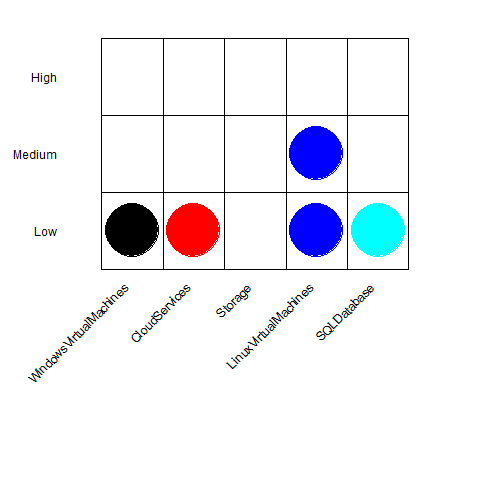 High
Medium
Low
WindowsVirtualMachines
CloudServices
Storage
LinuxVirtualMachines
SQLDatabase